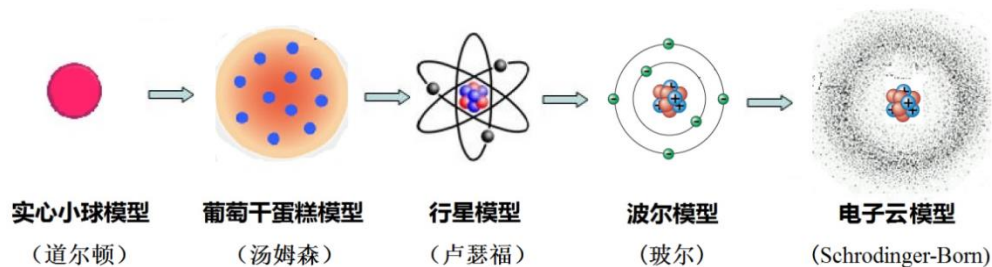 实心小球模型
(道尔顿)
葡萄干蛋糕模型
(汤姆森)
行星模型
(卢瑟福)
波尔模型
(玻尔)
电子云模型
(Schrodinger-Born)